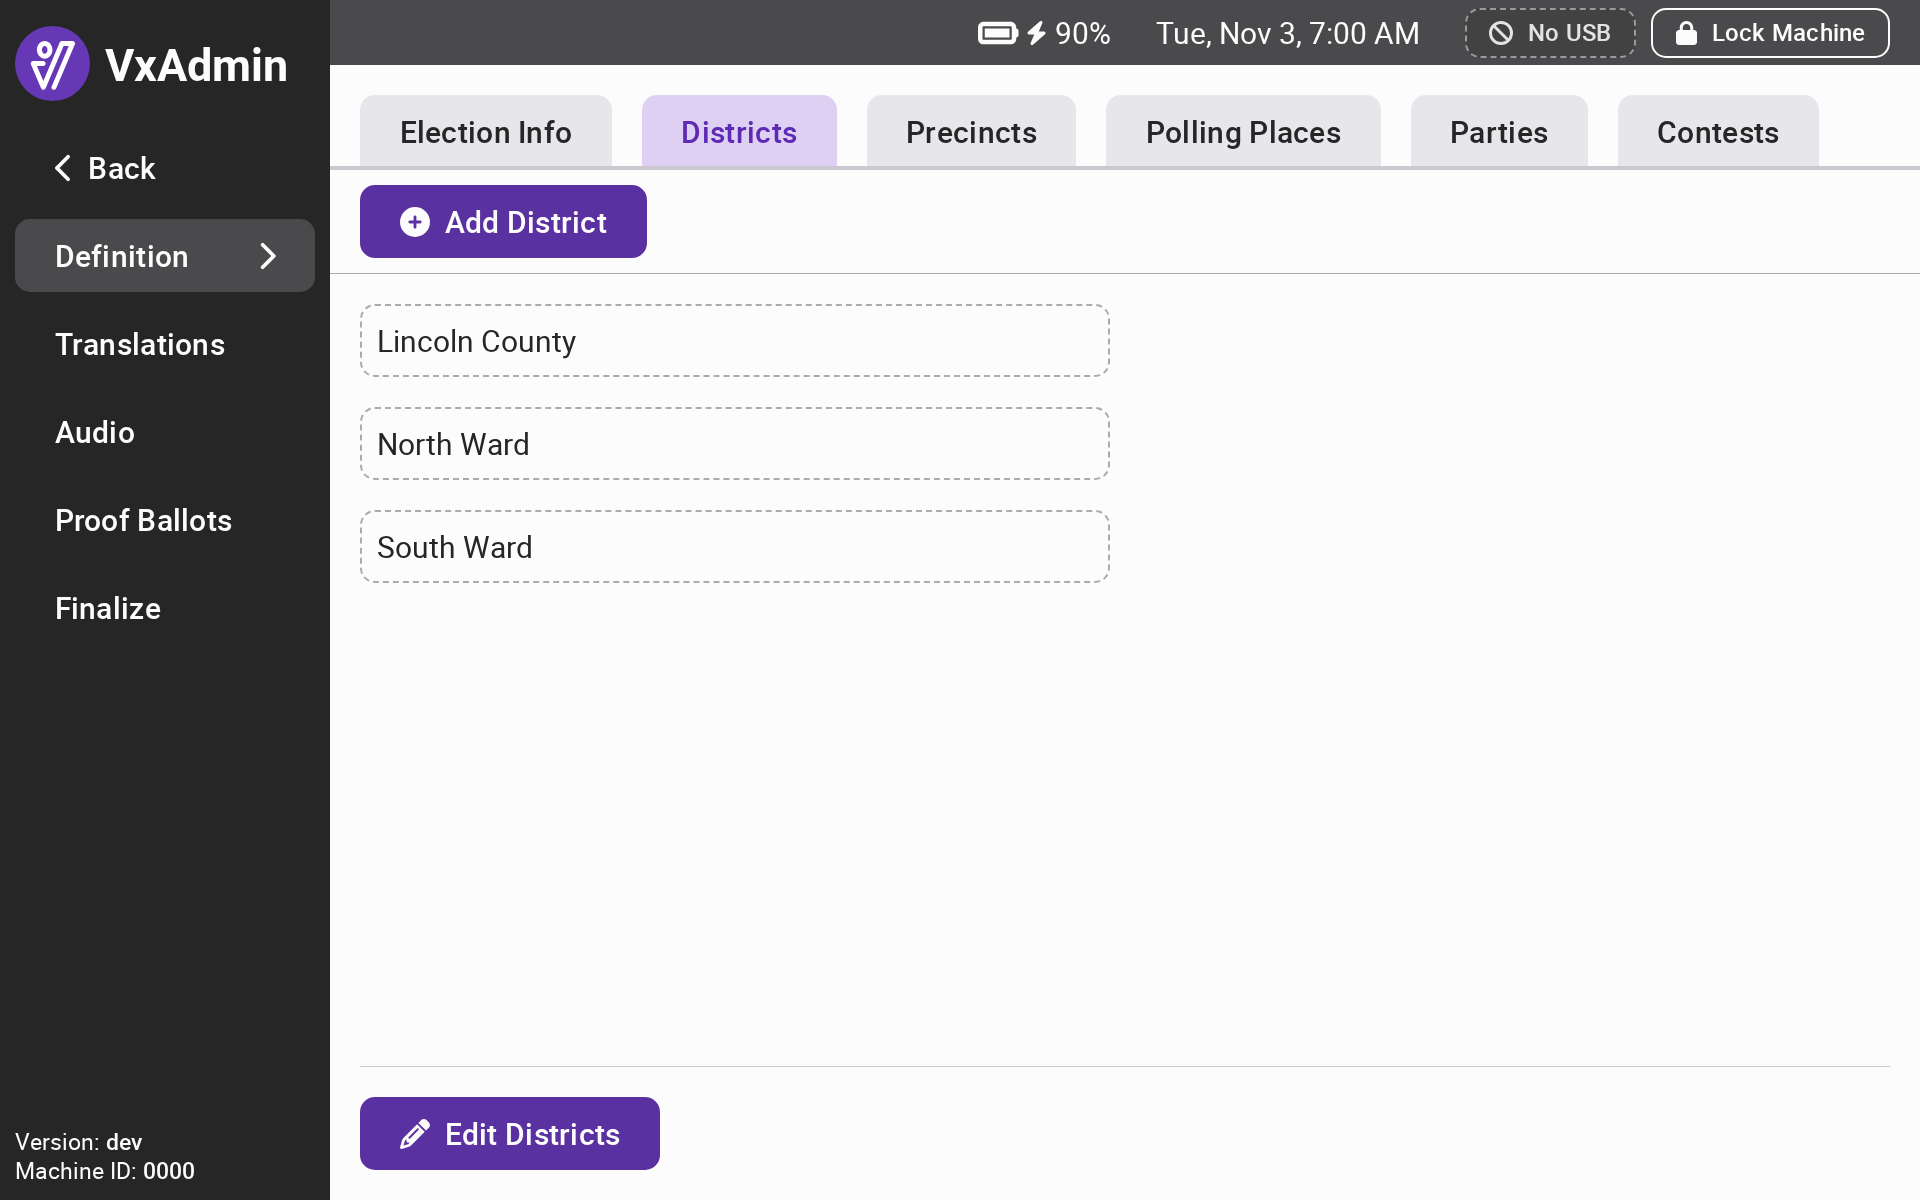 VxAdmin
90%
Tue, Nov 3, 7:00 AM
No USB
Lock Machine
Back
Definition
Translations
Audio
Proof Ballots
Finalize
Election Info
Districts
Precincts
Polling Places
Parties
Contests
Add District
Lincoln County
North Ward
South Ward
Edit Districts
Version: dev
Machine ID: 0000